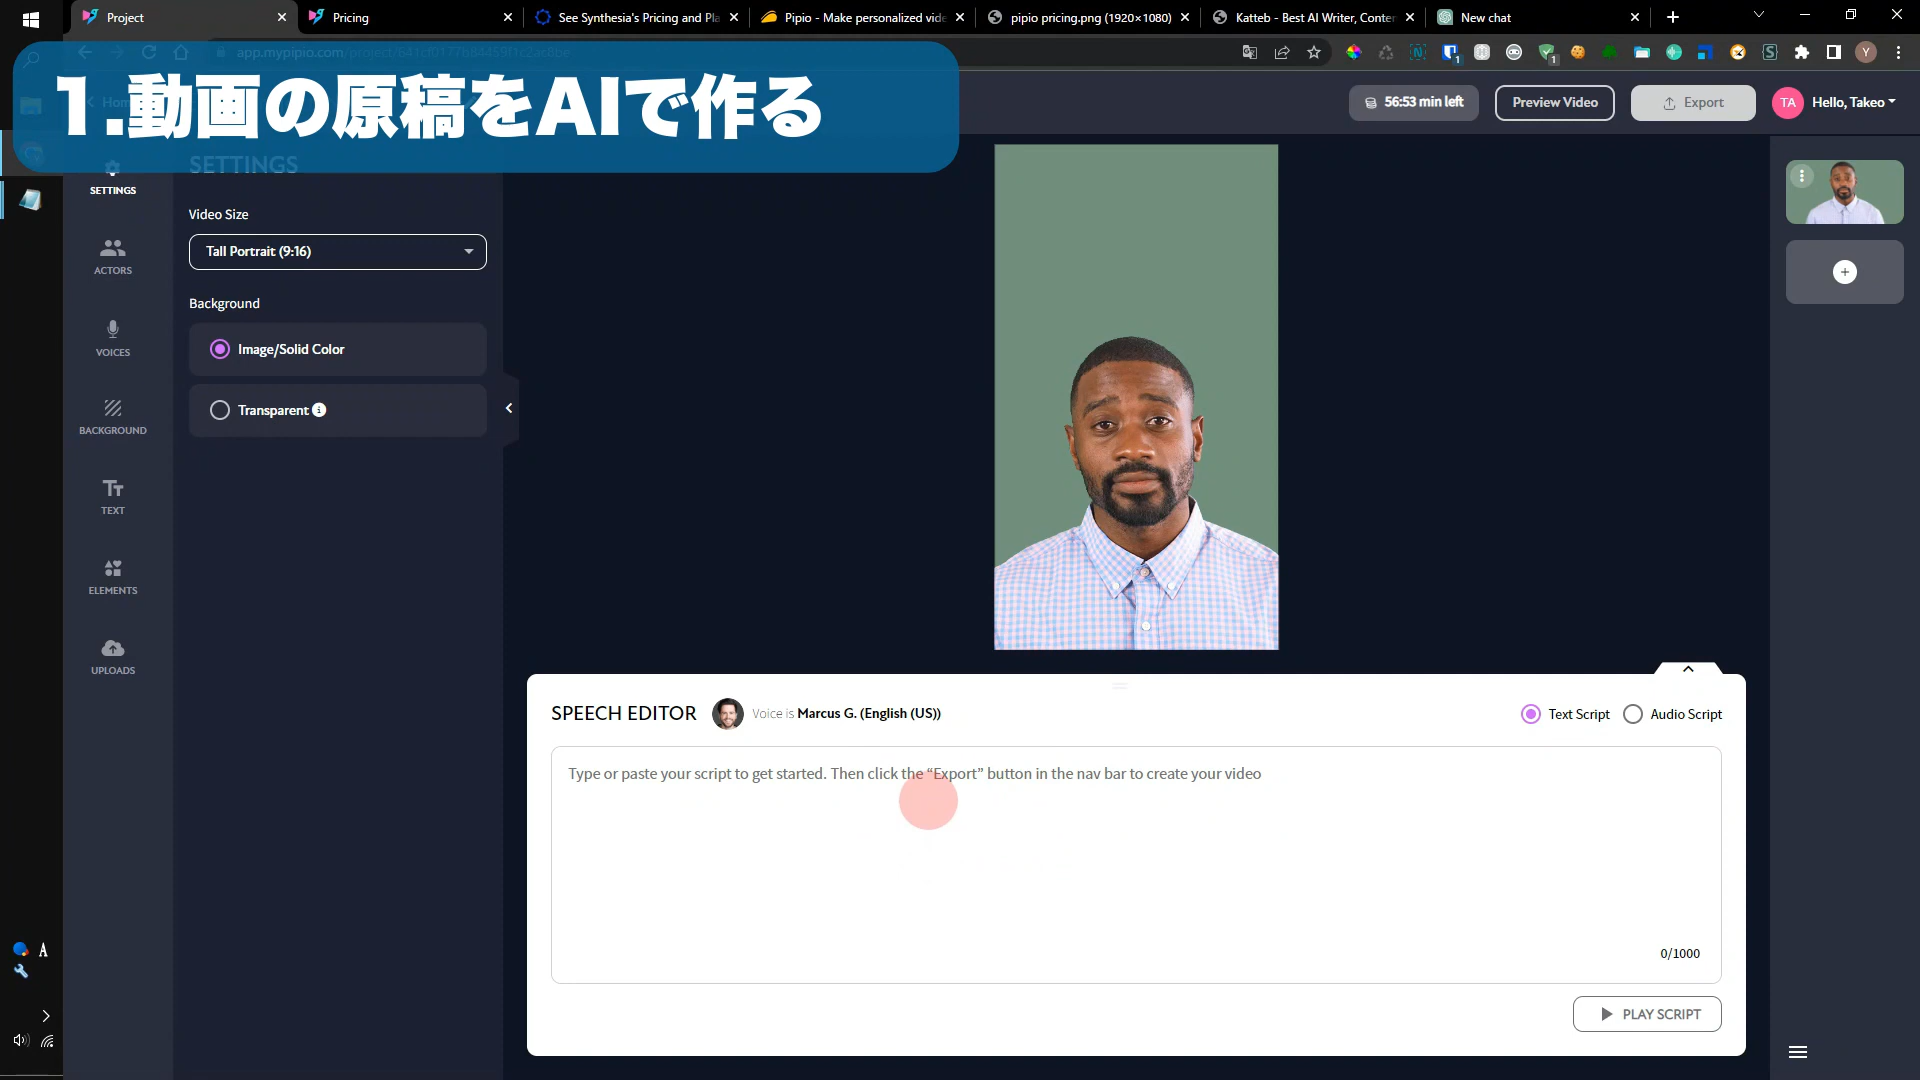 Project
Pricing
See Synthesia's Pricing and Pla
Pipio - Make personalized vide
pipio pricing.png (1920×1080)
Katteb - Best AI Writer, Conten
New chat
1.動画の原稿をAIで作る
56:53 min left
Preview Video
Export
TA
Hello, Takeo
Y
SETTINGS
SETTINGS
Video Size
Tall Portrait (9:16)
Background
Image/Solid Color
Transparent
ACTORS
VOICES
BACKGROUND
TEXT
ELEMENTS
UPLOADS
SPEECH EDITOR
Voice is Marcus G. (English (US))
Text Script
Audio Script
Type or paste your script to get started. Then click the “Export” button in the nav bar to create your video
0/1000
PLAY SCRIPT
A